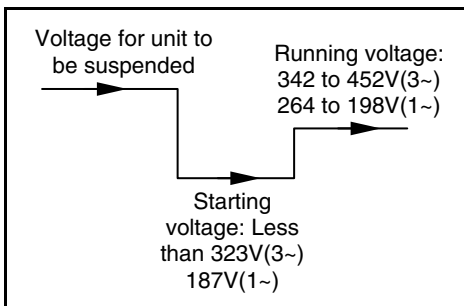 Voltage for unit to
be suspended
Running voltage:
342 to 452V(3~)
264 to 198V(1~)
Starting
voltage: Less
than 323V(3~)
187V(1~)